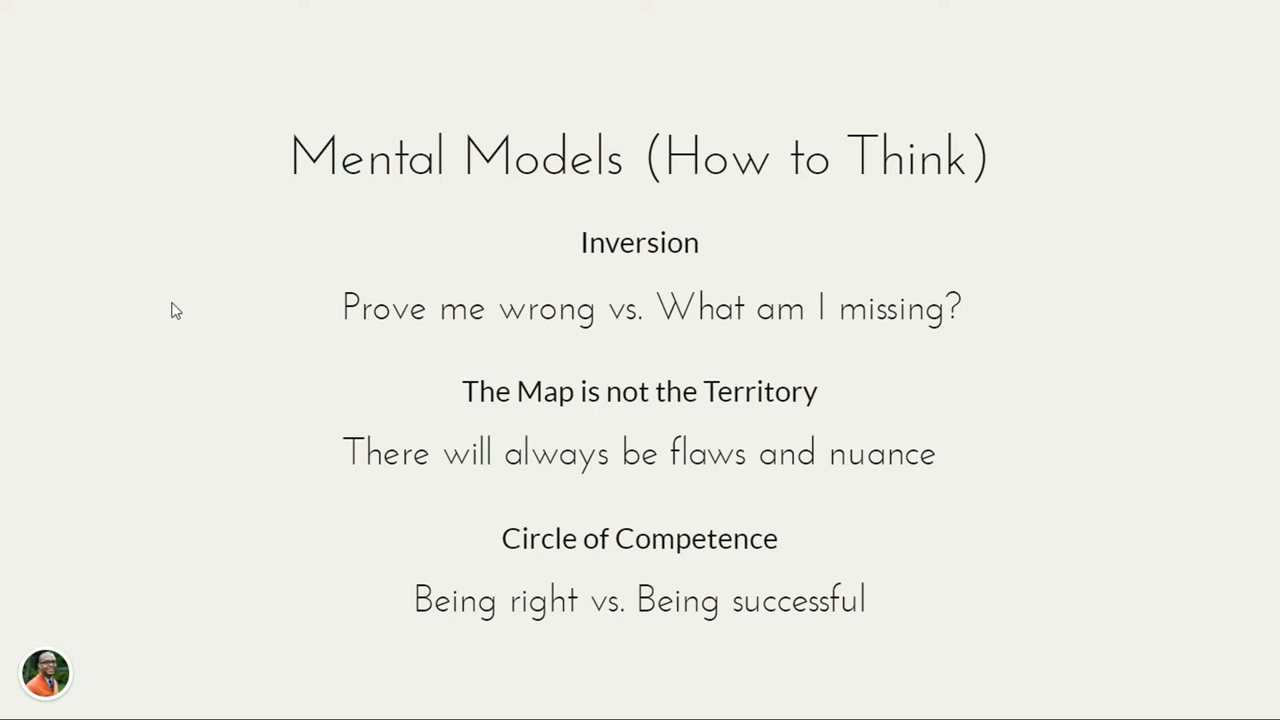 Mental Models (How to Think)
Inversion
Prove me wrong vs. What am I missing?
The Map is not the Territory
There will always be flaws and nuance
Circle of Competence
Being right vs. Being successful